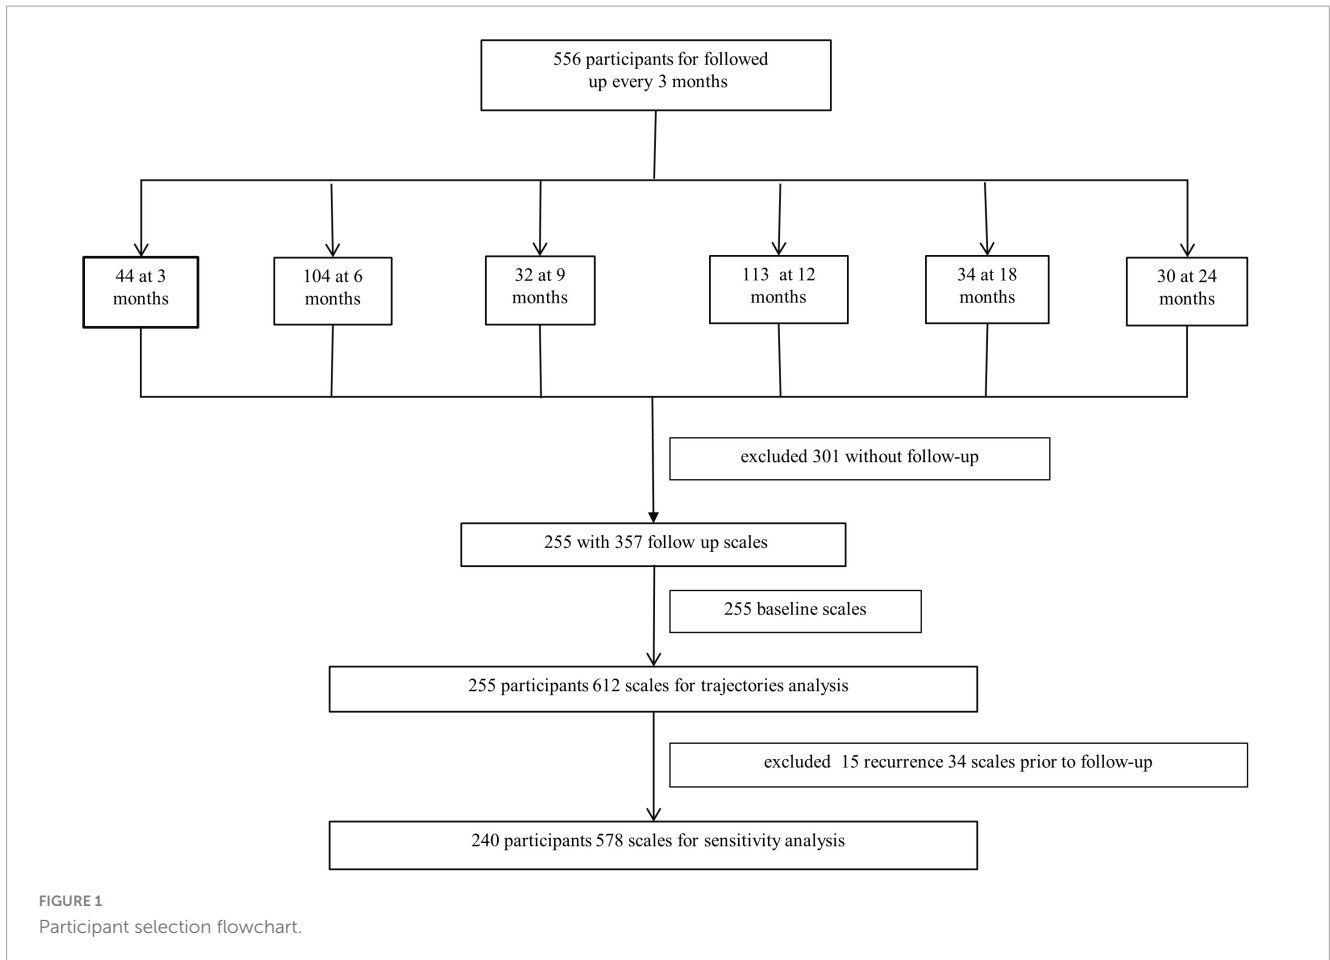 556 participants for followed
up every 3 months
44 at 3
months
104 at 6
months
32 at 9
months
113 at 12
months
34 at 18
months
30 at 24
months
excluded 301 without follow-up
255 with 357 follow up scales
255 baseline scales
255 participants 612 scales for trajectories analysis
excluded 15 recurrence 34 scales prior to follow-up
240 participants 578 scales for sensitivity analysis
FIGURE 1
Participant selection flowchart.